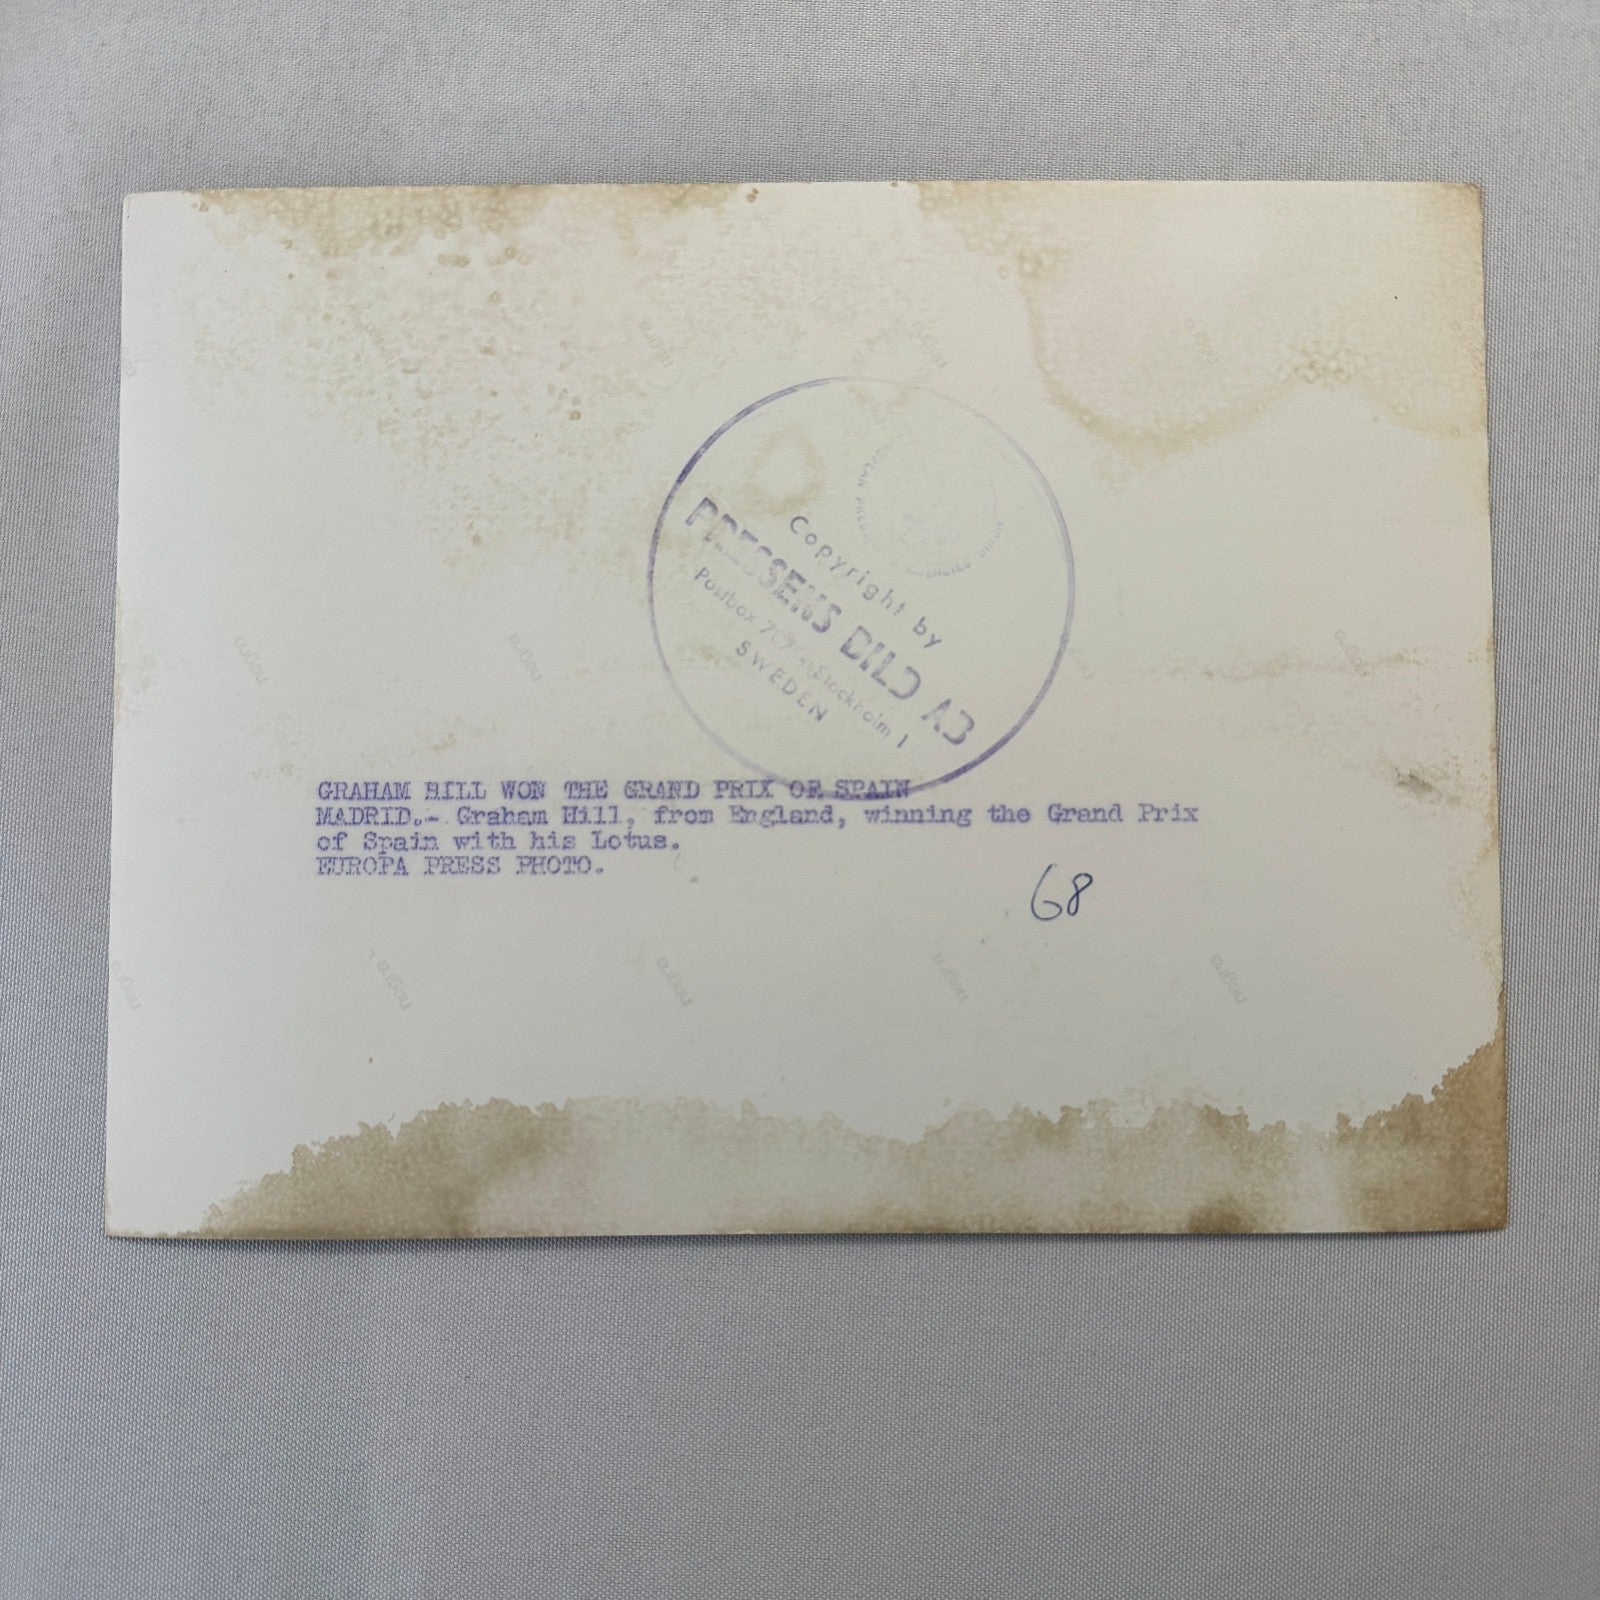 Copyright by
PRESSENS BILD AB
Postbox Stockholm 1
SWEDEN
GRAHAM HILL WON THE GRAND PRIX OF SPAIN
MADRID.- Graham Hill, from England, winning the Grand Prix
of Spain with his Lotus.
EUROPA PRESS PHOTO.
68